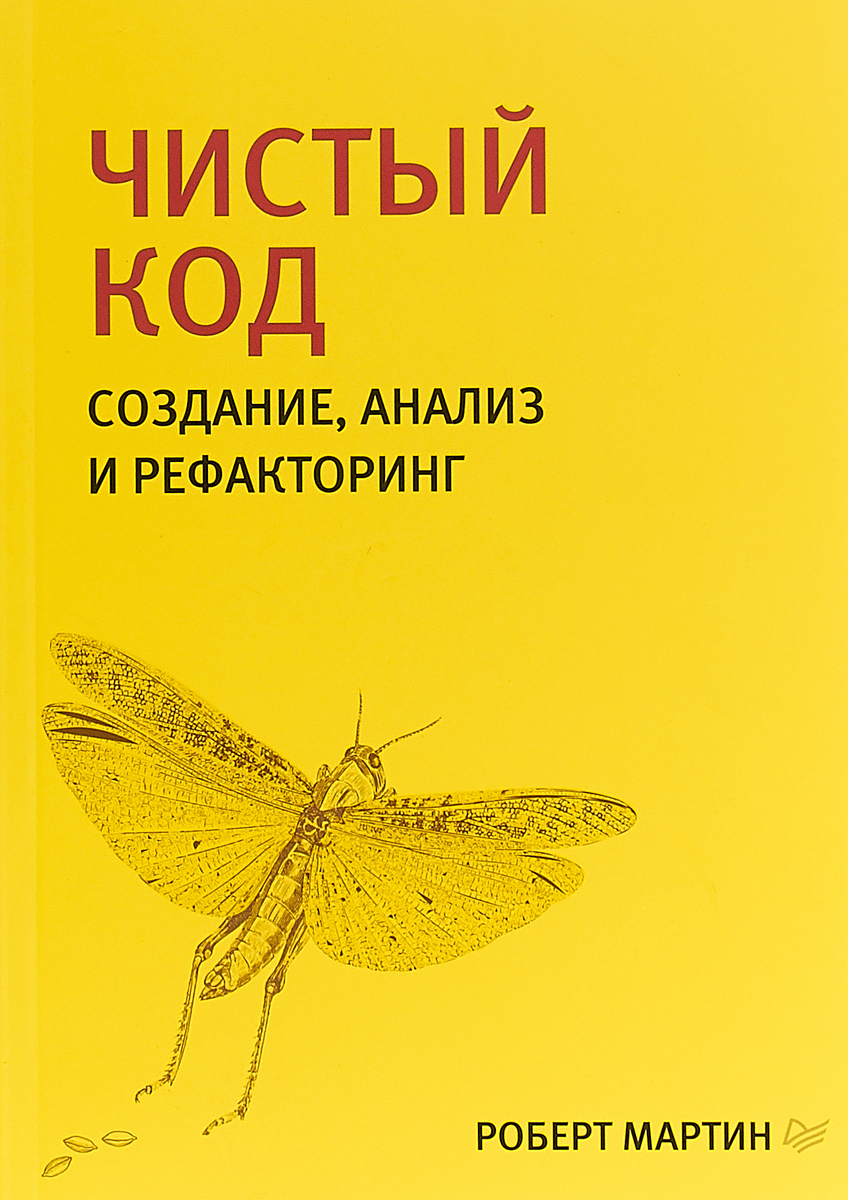 ЧИСТЫЙ
КОД
СОЗДАНИЕ, АНАЛИЗ
И РЕФАКТОРИНГ
РОБЕРТ МАРТИН